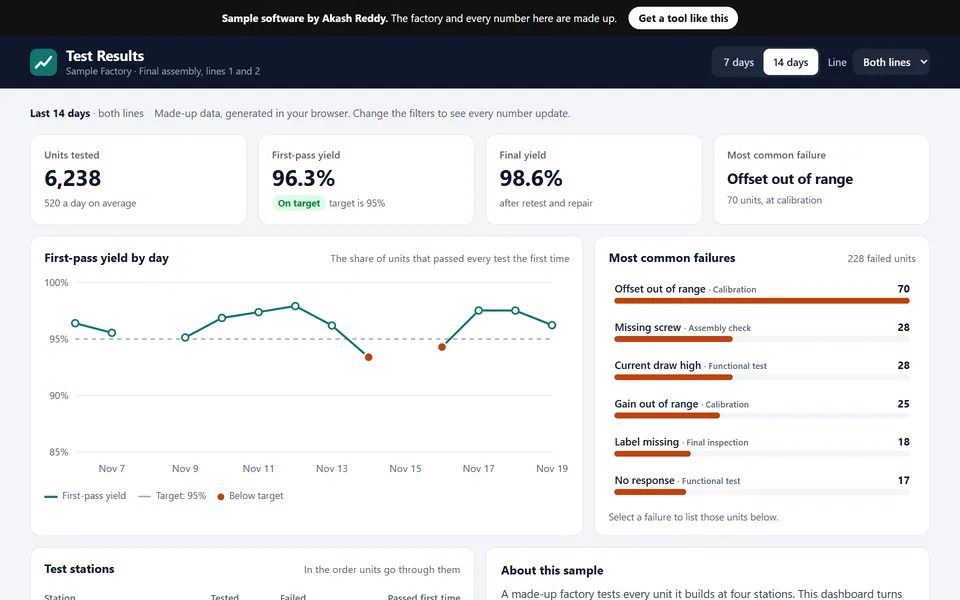 Sample software by Akash Reddy. The factory and every number here are made up. Get a tool like this
Test Results
Sample Factory · Final assembly, lines 1 and 2
7 days 14 days Line Both lines
Last 14 days · both lines Made-up data, generated in your browser. Change the filters to see every number update.
Units tested
6,238
520 a day on average
First-pass yield
96.3%
On target target is 95%
Final yield
98.6%
after retest and repair
Most common failure
Offset out of range
70 units, at calibration
First-pass yield by day
The share of units that passed every test the first time
100%
95%
90%
85%
Nov 7 Nov 9 Nov 11 Nov 13 Nov 15 Nov 17 Nov 19
First-pass yield Target: 95% Below target
Most common failures
228 failed units
Offset out of range · Calibration 70
Missing screw · Assembly check 28
Current draw high · Functional test 28
Gain out of range · Calibration 25
Label missing · Final inspection 18
No response · Functional test 17
Select a failure to list those units below.
Test stations
In the order units go through them
Station Tested Failed Passed first time
About this sample
A made-up factory tests every unit it builds at four stations. This dashboard turns